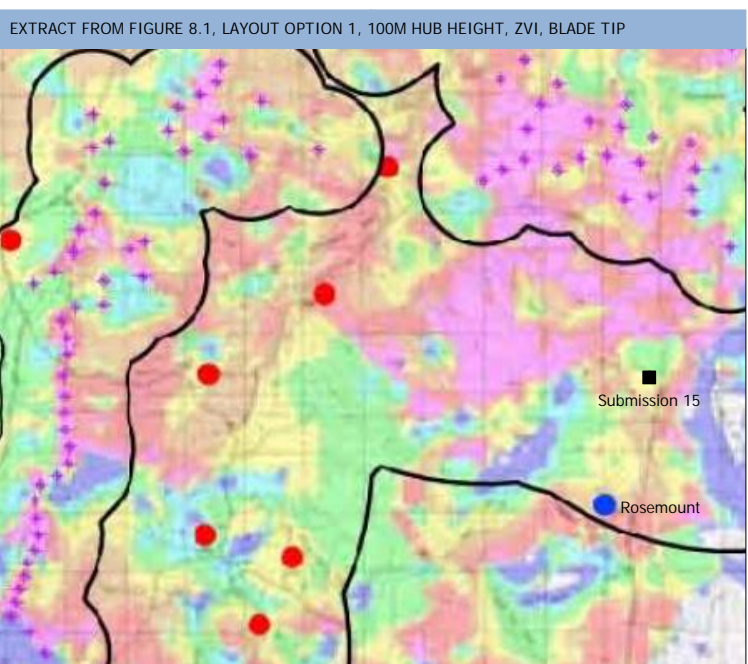 EXTRACT FROM FIGURE 8.1, LAYOUT OPTION 1, 100M HUB HEIGHT, ZVI, BLADE TIP
Submission 15
Rosemount